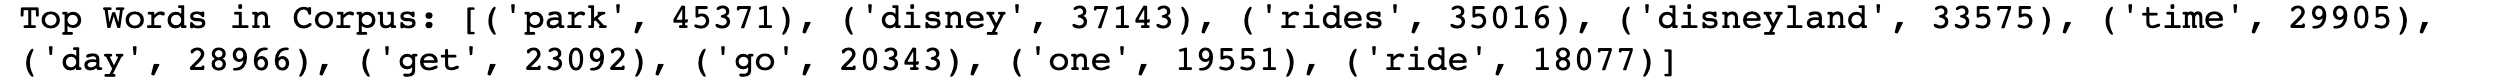 Top Words in Corpus: [('park', 45371), ('disney', 37143), ('rides', 35016), ('disneyland', 33575), ('time', 29905),
('day', 28966), ('get', 23092), ('go', 20343), ('one', 19551), ('ride', 18077)]